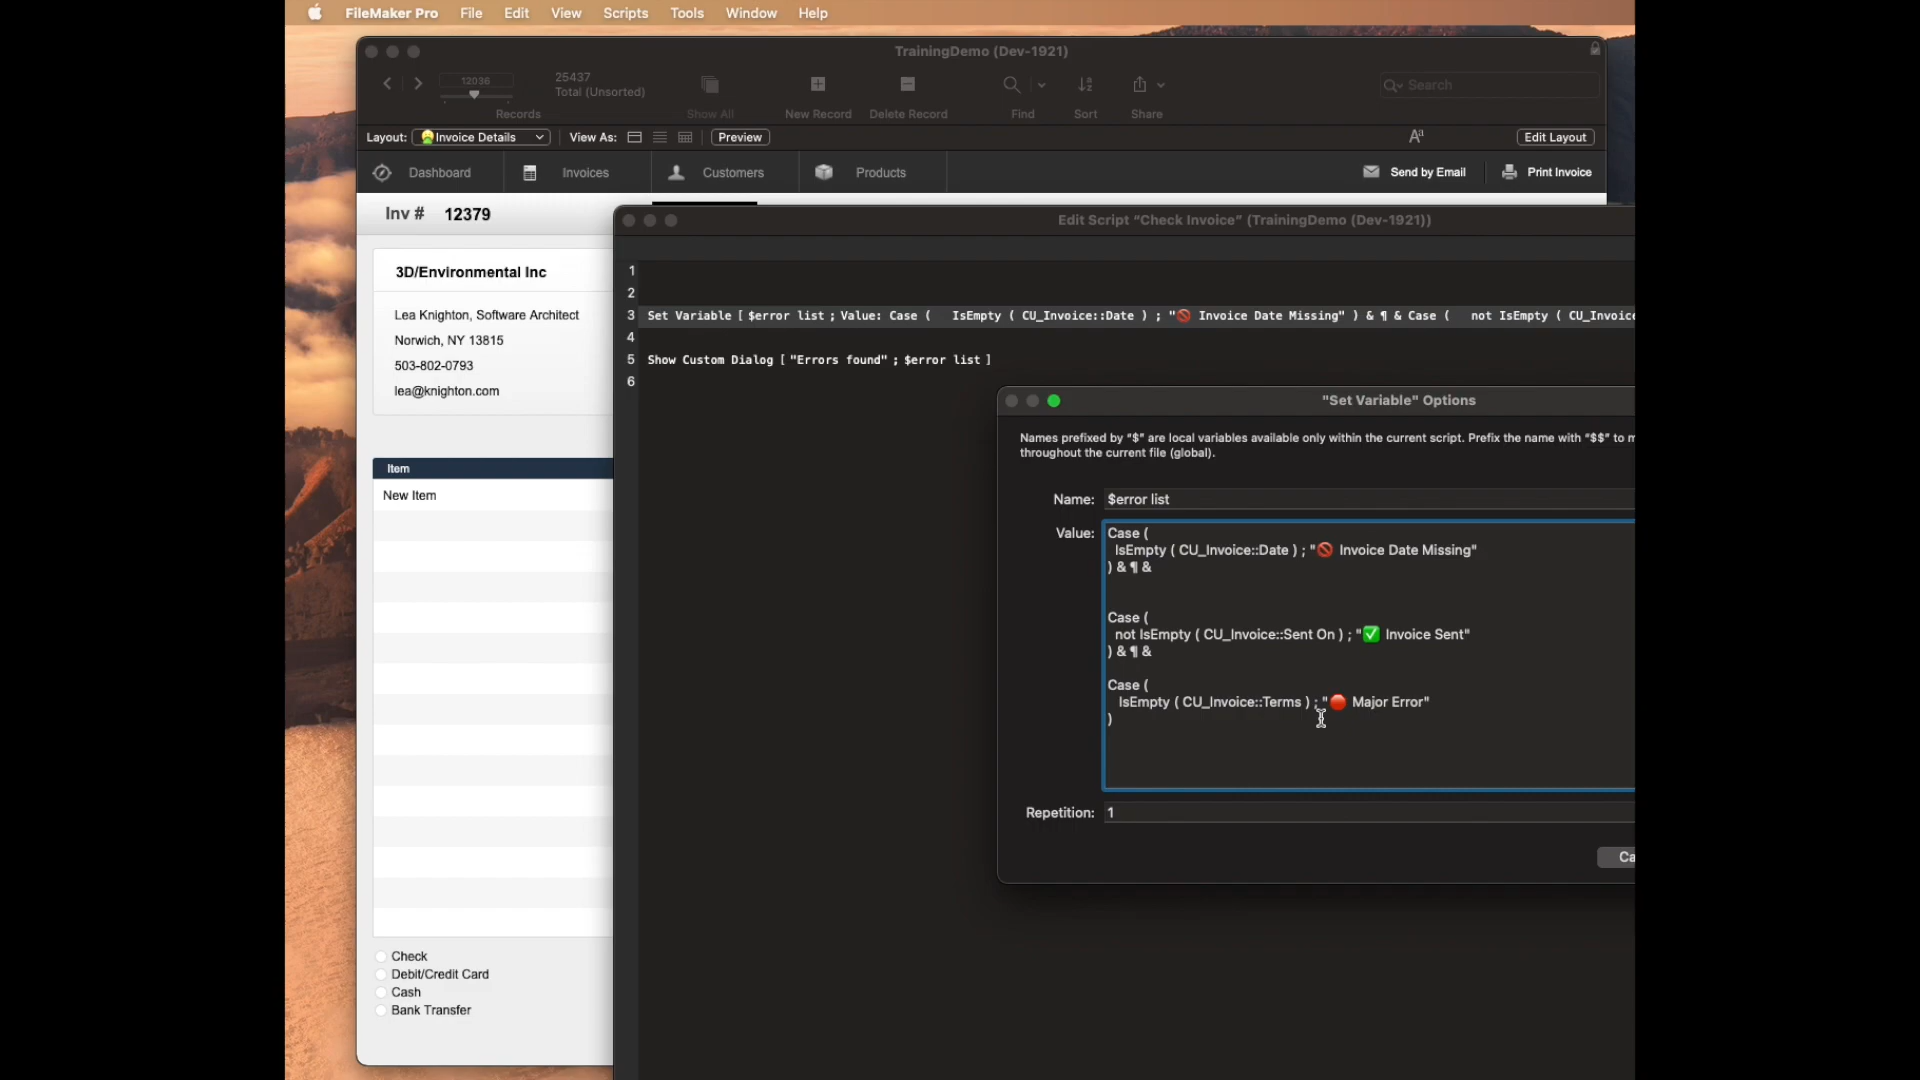 FileMaker Pro File Edit View Scripts Tools Window Help
TrainingDemo (Dev-1921)
12036
25437
Total (Unsorted)
Search
Records Show All New Record Delete Record Find Sort Share
Layout: Invoice Details View As: Preview Aª Edit Layout
Dashboard Invoices Customers Products Send by Email Print Invoice
Inv # 12379
Edit Script "Check Invoice" (TrainingDemo (Dev-1921))
3D/Environmental Inc
Lea Knighton, Software Architect
Norwich, NY 13815
503-802-0793
lea@knighton.com
Item
New Item
Check
Debit/Credit Card
Cash
Bank Transfer
1
2
3 Set Variable [ $error list ; Value: Case ( IsEmpty ( CU_Invoice::Date ) ; "🚫 Invoice Date Missing" ) & ¶ & Case ( not IsEmpty ( CU_Invoice
4
5 Show Custom Dialog [ "Errors found" ; $error list ]
6
"Set Variable" Options
Names prefixed by "$" are local variables available only within the current script. Prefix the name with "$$" to m
throughout the current file (global).
Name: $error list
Value: Case (
IsEmpty ( CU_Invoice::Date ) ; "🚫 Invoice Date Missing"
) & ¶ &
Case (
not IsEmpty ( CU_Invoice::Sent On ) ; "✅ Invoice Sent"
) & ¶ &
Case (
IsEmpty ( CU_Invoice::Terms ) ; "🛑 Major Error"
)
Repetition: 1
Ca